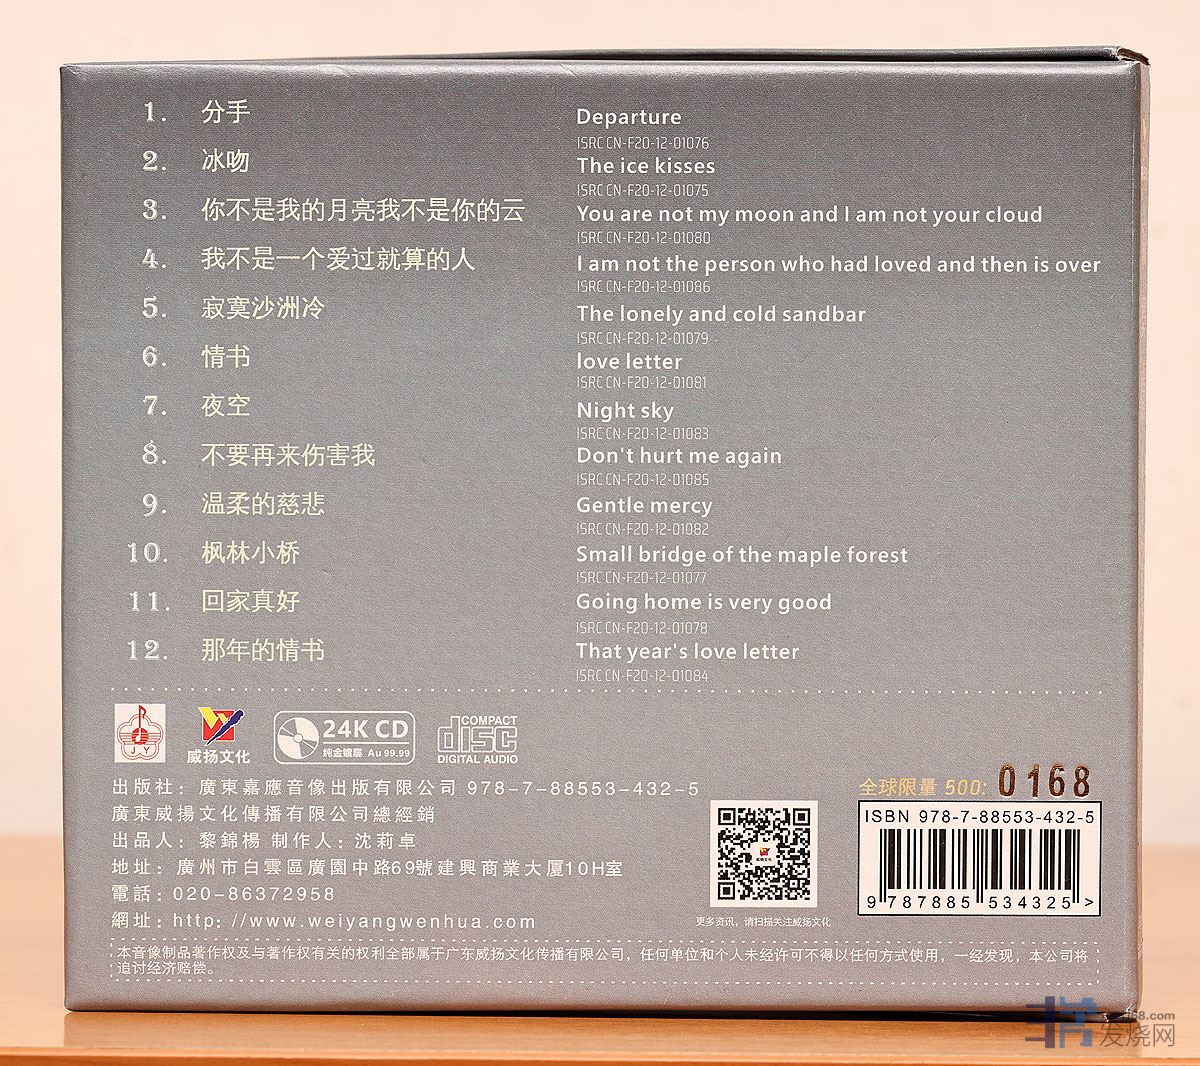 1. 分手 Departure
ISRC CN-F20-12-01076
2. 冰吻 The ice kisses
ISRC CN-F20-12-01075
3. 你不是我的月亮我不是你的云 You are not my moon and I am not your cloud
ISRC CN-F20-12-01080
4. 我不是一个爱过就算的人 I am not the person who had loved and then is over
ISRC CN-F20-12-01086
5. 寂寞沙洲冷 The lonely and cold sandbar
ISRC CN-F20-12-01079
6. 情书 love letter
ISRC CN-F20-12-01081
7. 夜空 Night sky
ISRC CN-F20-12-01083
8. 不要再来伤害我 Don't hurt me again
ISRC CN-F20-12-01085
9. 温柔的慈悲 Gentle mercy
ISRC CN-F20-12-01082
10. 枫林小桥 Small bridge of the maple forest
ISRC CN-F20-12-01077
11. 回家真好 Going home is very good
ISRC CN-F20-12-01078
12. 那年的情书 That year's love letter
ISRC CN-F20-12-01084
J.Y
威扬文化
24K CD
纯金镀层 Au 99.99
COMPACT
disc
DIGITAL AUDIO
出版社：廣東嘉應音像出版有限公司 978-7-88553-432-5
廣東威揚文化傳播有限公司總經銷
出品人：黎錦楊 制作人：沈莉卓
地址：廣州市白雲區廣園中路69號建興商業大厦10H室
電話：020-86372958
網址：http://www.weiyangwenhua.com
更多资讯，请扫描关注威扬文化
全球限量 500: 0168
ISBN 978-7-88553-432-5
9 787885 534325 >
本音像制品著作权及与著作权有关的权利全部属于广东威扬文化传播有限公司，任何单位和个人未经许可不得以任何方式使用，一经发现，本公司将
追讨经济赔偿。
168.com
发烧网